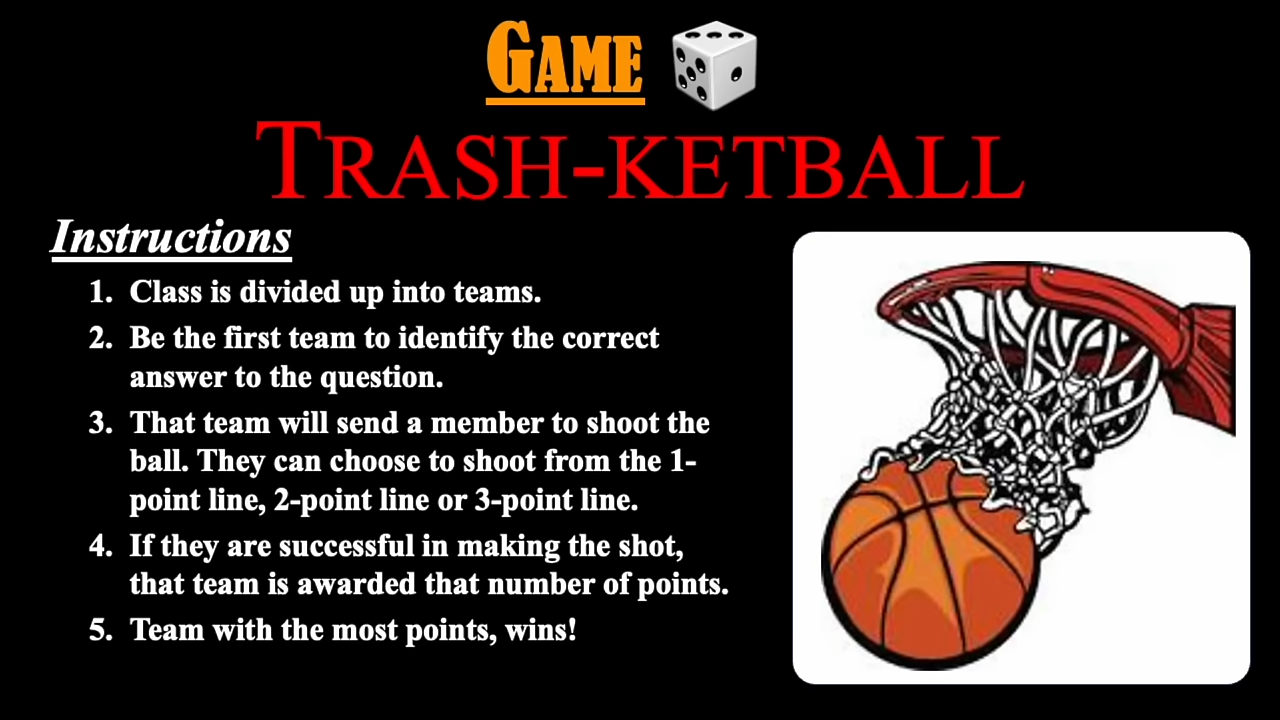 GAME
TRASH-KETBALL
Instructions
1. Class is divided up into teams.
2. Be the first team to identify the correct
answer to the question.
3. That team will send a member to shoot the
ball. They can choose to shoot from the 1-
point line, 2-point line or 3-point line.
4. If they are successful in making the shot,
that team is awarded that number of points.
5. Team with the most points, wins!